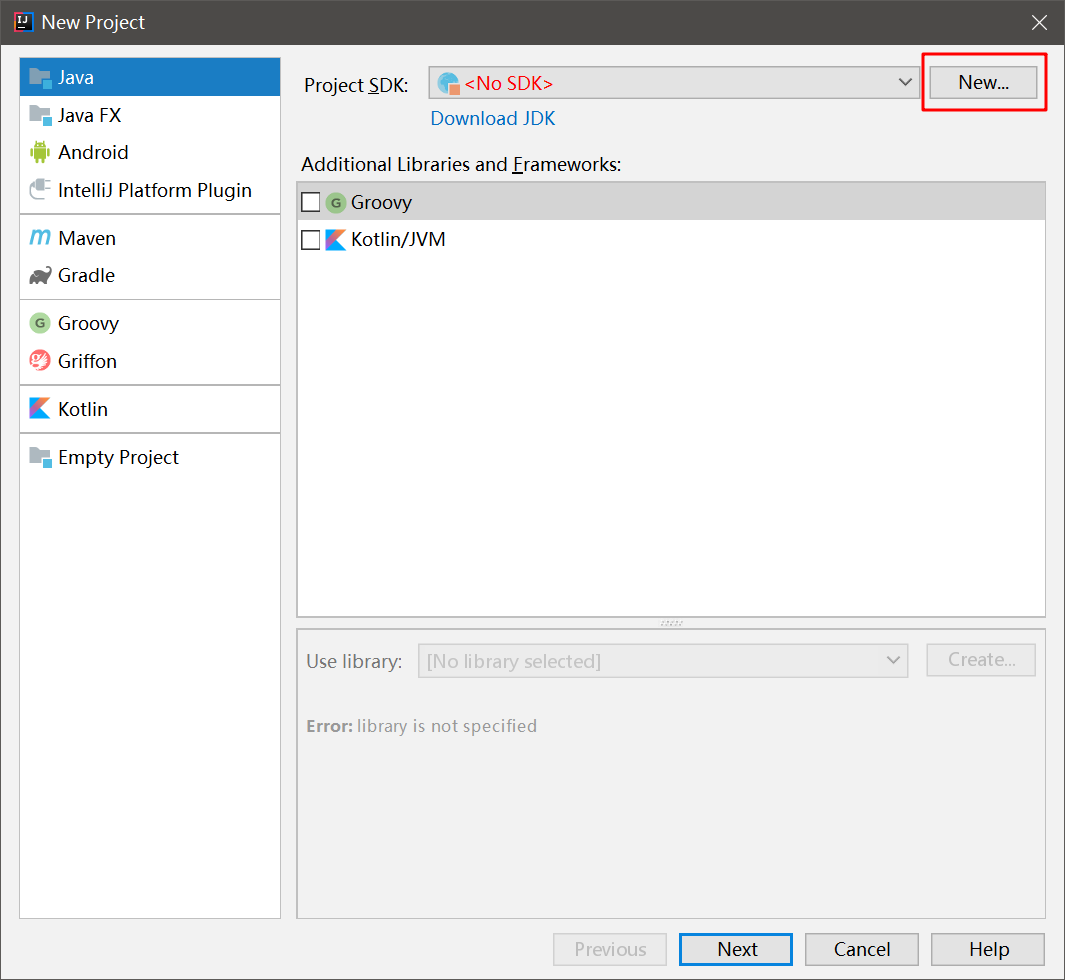 New Project
Java
Java FX
Android
IntelliJ Platform Plugin
Maven
Gradle
Groovy
Griffon
Kotlin
Empty Project
Project SDK: <No SDK> New...
Download JDK
Additional Libraries and Frameworks:
Groovy
Kotlin/JVM
Use library: [No library selected] Create...
Error: library is not specified
Previous Next Cancel Help